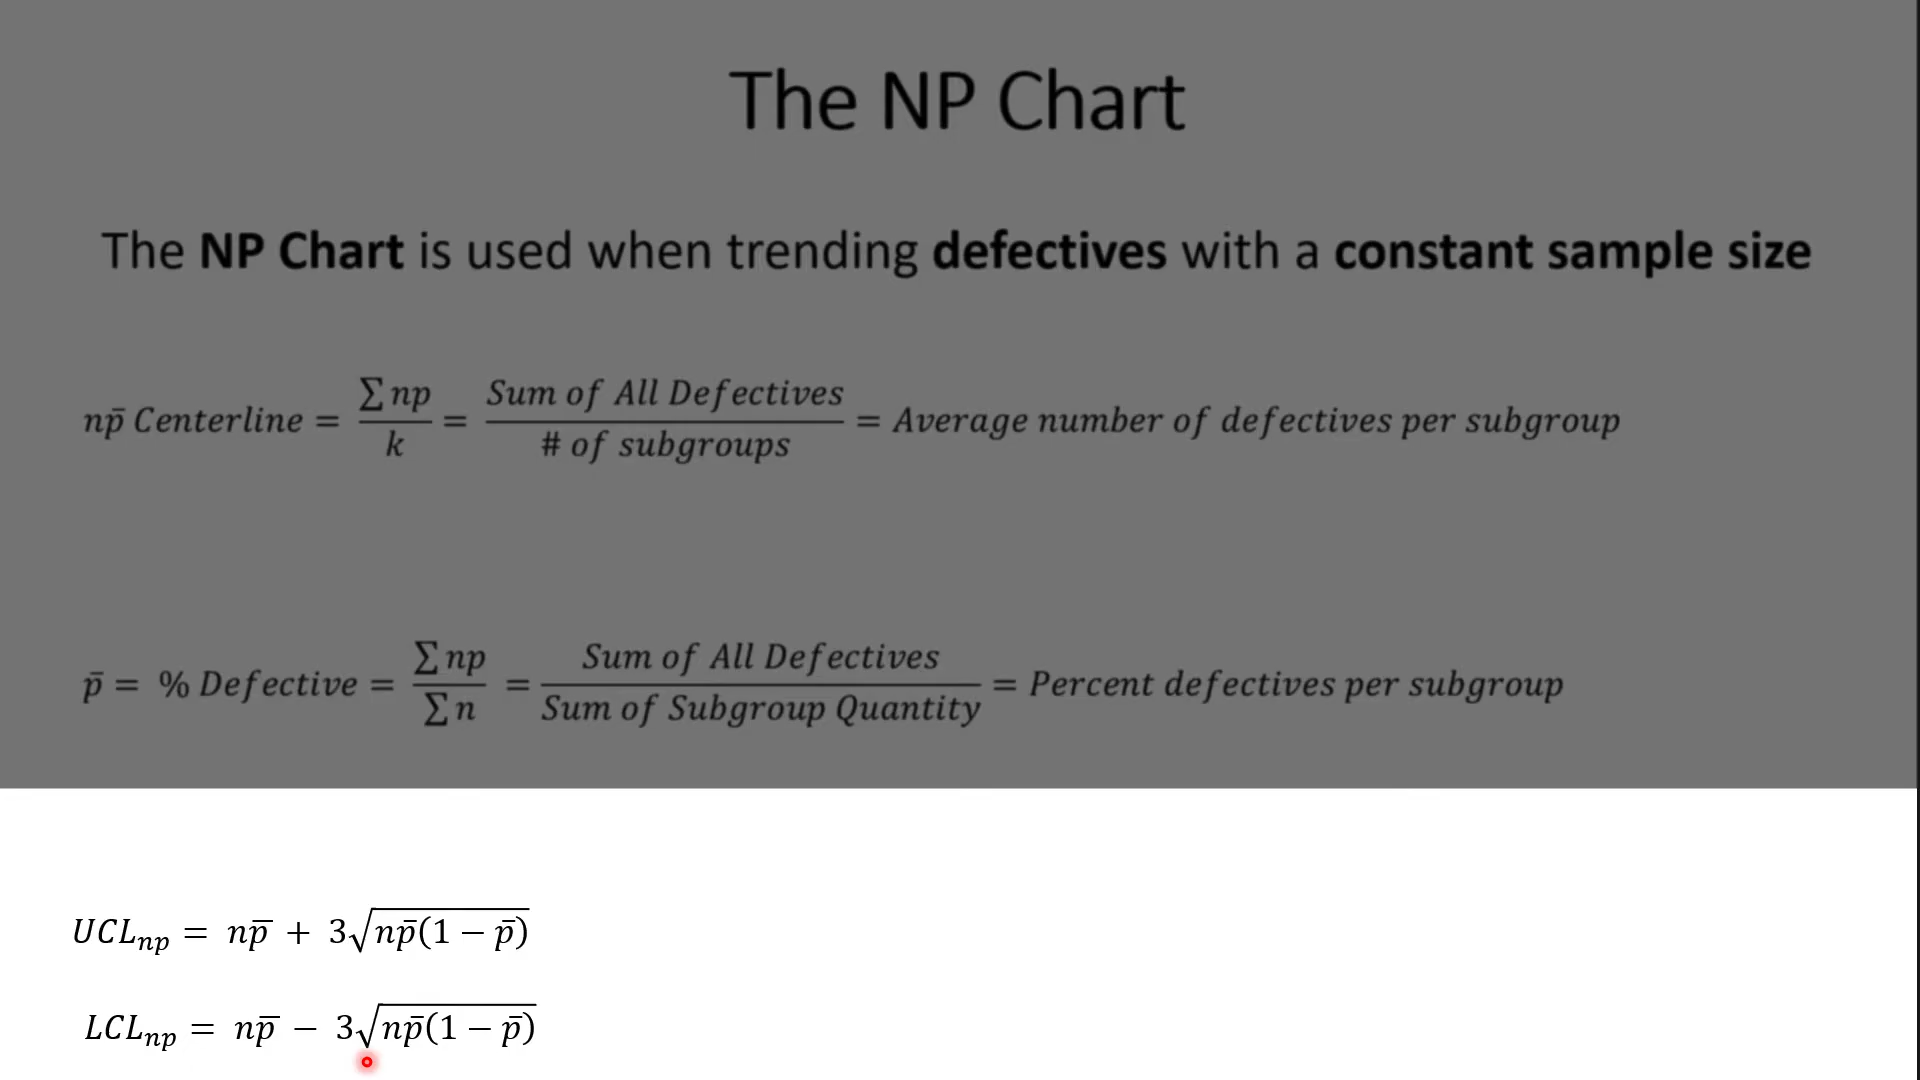 The NP Chart
The NP Chart is used when trending defectives with a constant sample size
np̄ Centerline = ∑np / k = Sum of All Defectives / # of subgroups = Average number of defectives per subgroup
p̄ = % Defective = ∑np / ∑n = Sum of All Defectives / Sum of Subgroup Quantity = Percent defectives per subgroup
UCLnp = np̄ + 3√np̄(1 − p̄)
LCLnp = np̄ − 3√np̄(1 − p̄)